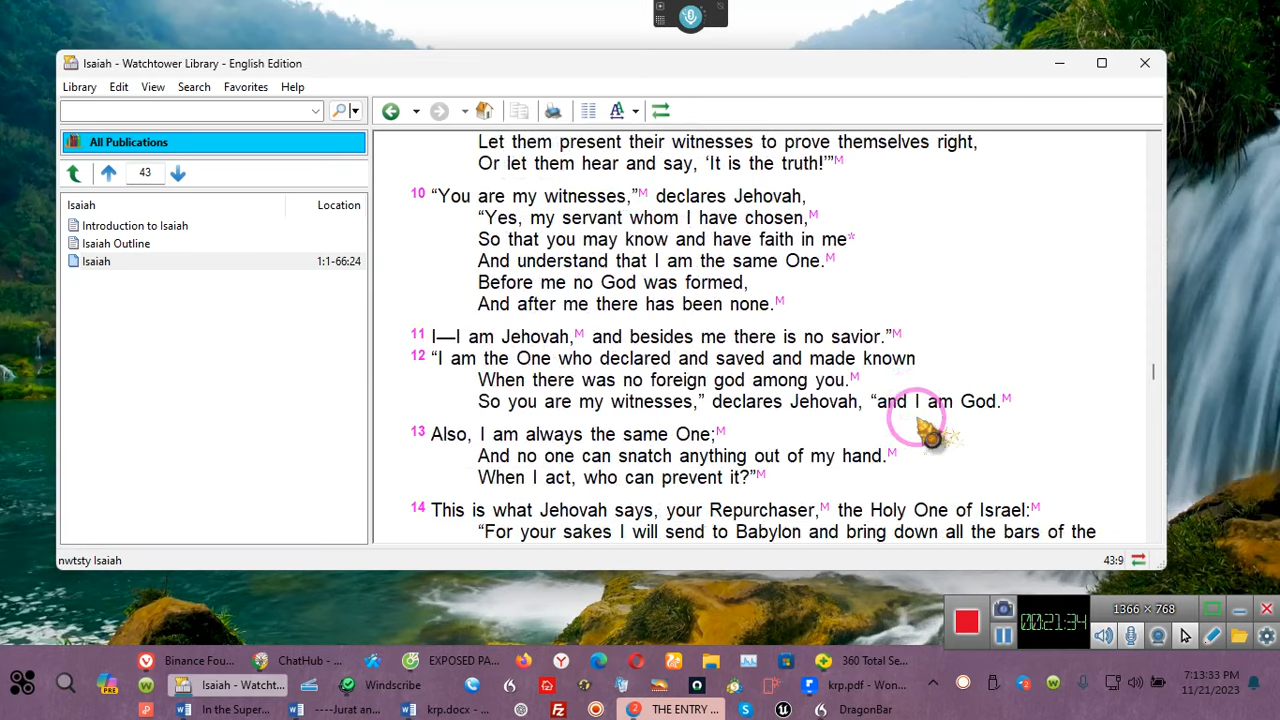 Isaiah - Watchtower Library - English Edition
Library Edit View Search Favorites Help
All Publications
43
Isaiah Location
Introduction to Isaiah
Isaiah Outline
Isaiah 1:1-66:24
Let them present their witnesses to prove themselves right,
Or let them hear and say, ‘It is the truth!’”M
10 “You are my witnesses,”M declares Jehovah,
“Yes, my servant whom I have chosen,M
So that you may know and have faith in me*
And understand that I am the same One.M
Before me no God was formed,
And after me there has been none.M
11 I—I am Jehovah,M and besides me there is no savior.”M
12 “I am the One who declared and saved and made known
When there was no foreign god among you.M
So you are my witnesses,” declares Jehovah, “and I am God.M
13 Also, I am always the same One;M
And no one can snatch anything out of my hand.M
When I act, who can prevent it?”M
14 This is what Jehovah says, your Repurchaser,M the Holy One of Israel:M
“For your sakes I will send to Babylon and bring down all the bars of the
nwtsty Isaiah 43:9
1366 × 768
00:21:34
Binance Fou... ChatHub - ... EXPOSED PA... 360 Total Se...
PRE Isaiah - Watcht... Windscribe krp.pdf - Won...
In the Super... ----Jurat an... krp.docx - ... THE ENTRY ... DragonBar
7:13:33 PM
11/21/2023